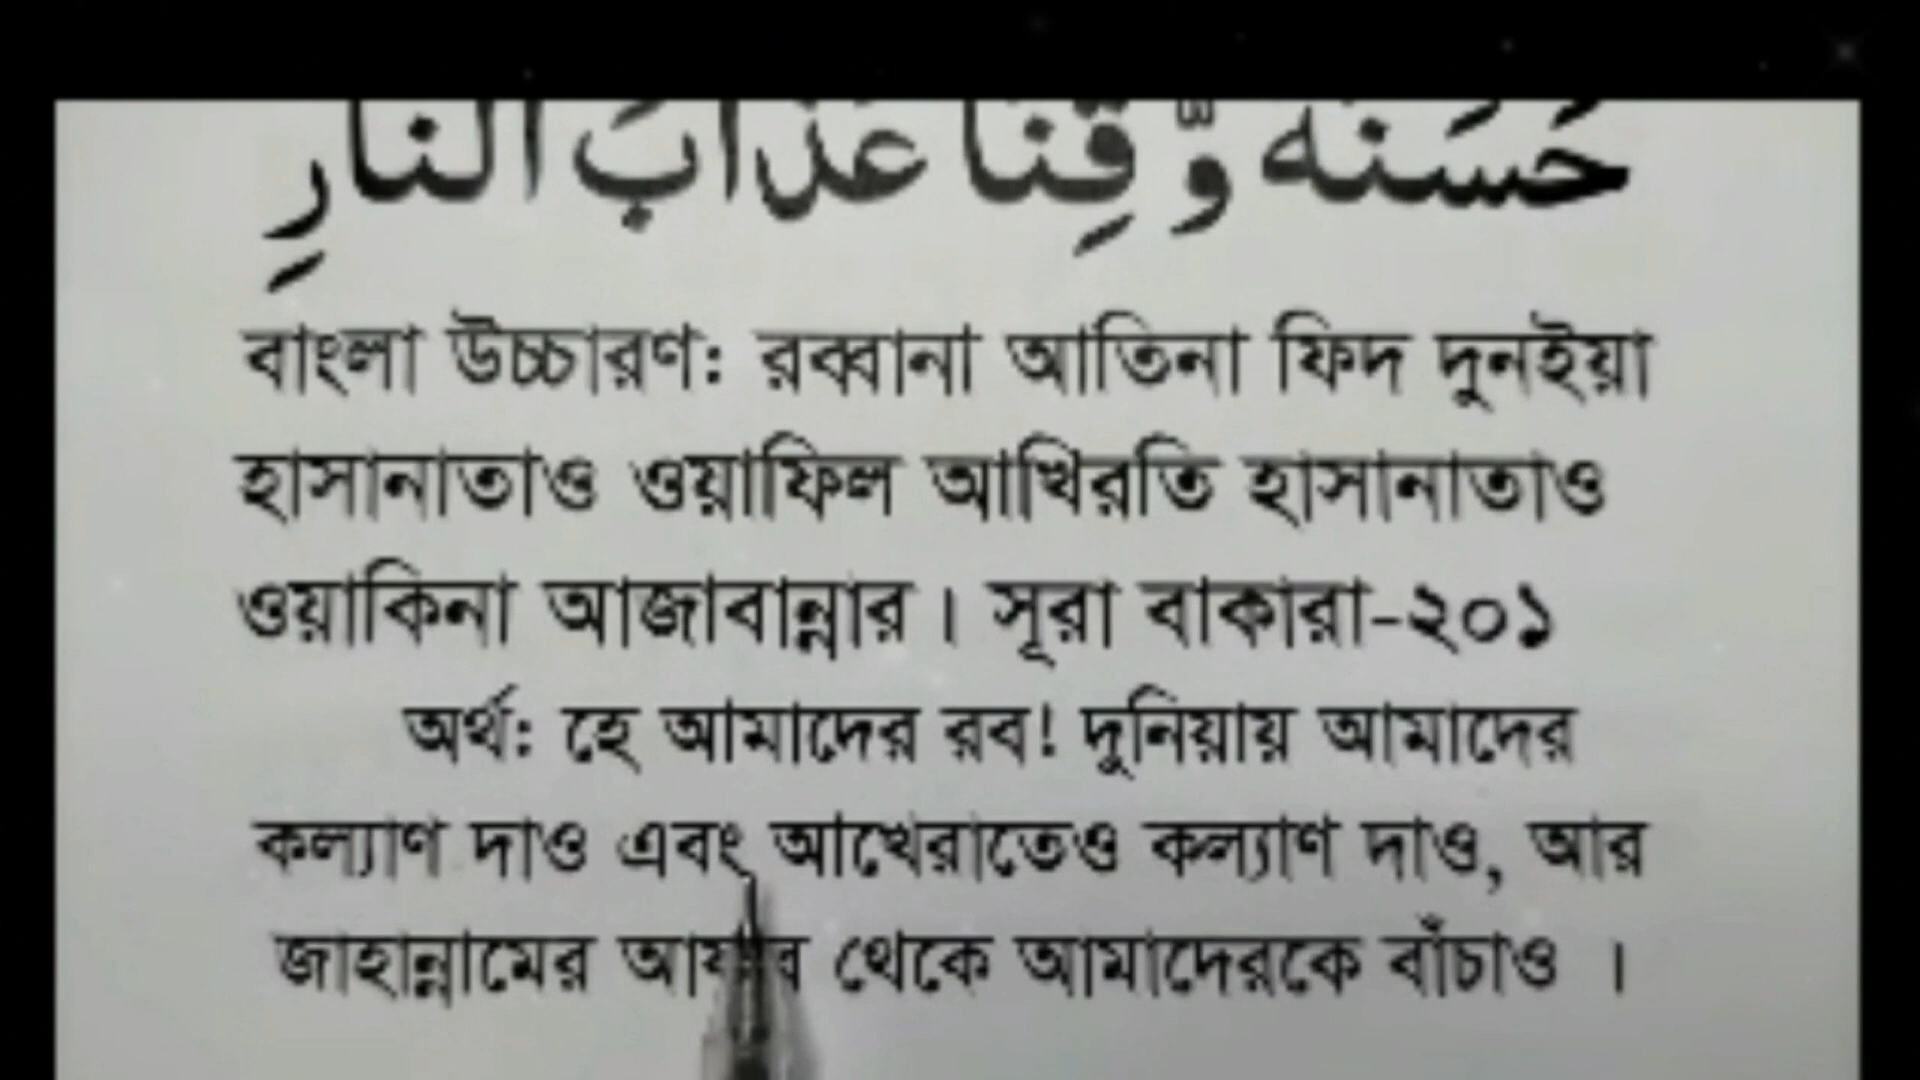 حَسَنَةً وَّقِنَا عَذَابَ النَّارِ
বাংলা উচ্চারণঃ রব্বানা আতিনা ফিদ দুনইয়া
হাসানাতাও ওয়াফিল আখিরতি হাসানাতাও
ওয়াকিনা আজাবান্নার। সূরা বাকারা-২০১
অর্থঃ হে আমাদের রব! দুনিয়ায় আমাদের
কল্যাণ দাও এবং আখেরাতেও কল্যাণ দাও, আর
জাহান্নামের আযাব থেকে আমাদেরকে বাঁচাও ।